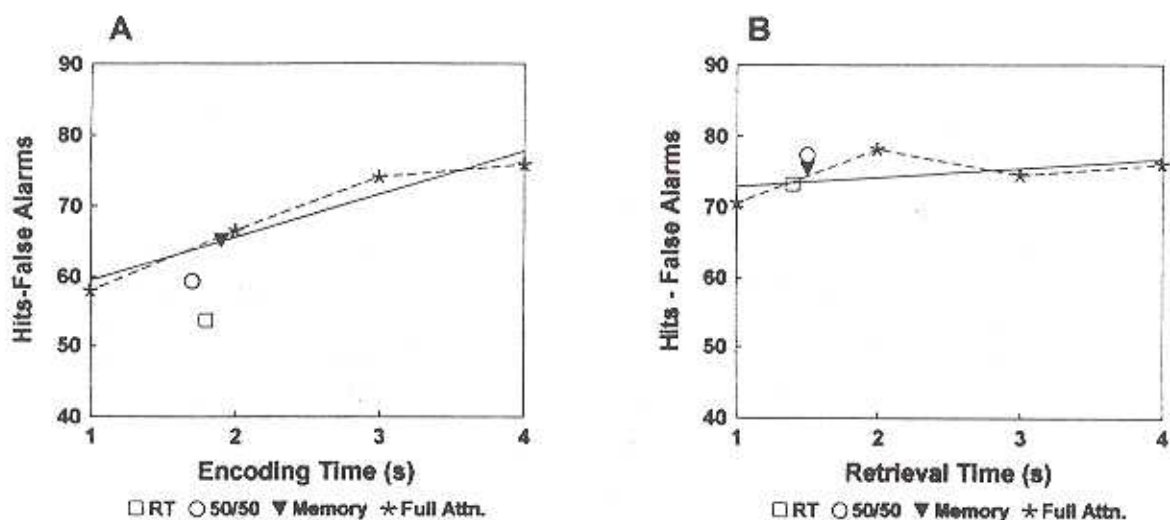 A
90
80
70
60
50
40
1 2 3 4
Hits-False Alarms
Encoding Time (s)
RT 50/50 Memory Full Attn.
B
90
80
70
60
50
40
1 2 3 4
Hits - False Alarms
Retrieval Time (s)
RT 50/50 Memory Full Attn.